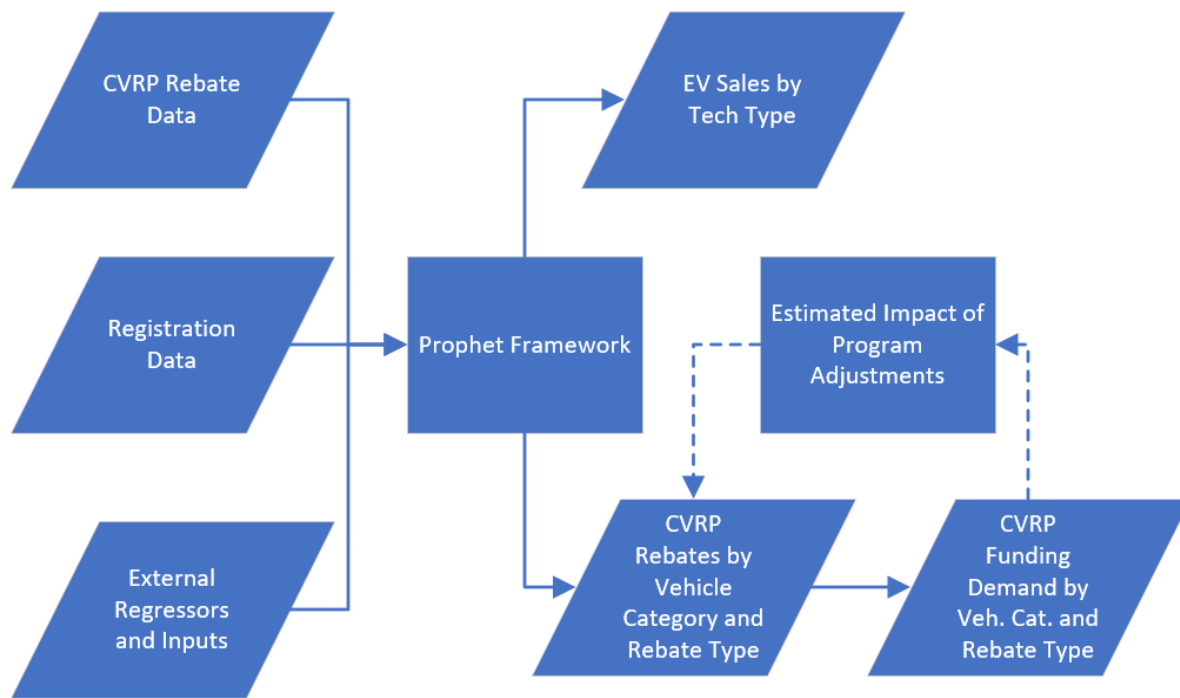 CVRP Rebate
Data
EV Sales by
Tech Type
Registration
Data
Prophet Framework
Estimated Impact of
Program
Adjustments
External
Regressors
and Inputs
CVRP
Rebates by
Vehicle
Category and
Rebate Type
CVRP
Funding
Demand by
Veh. Cat. and
Rebate Type